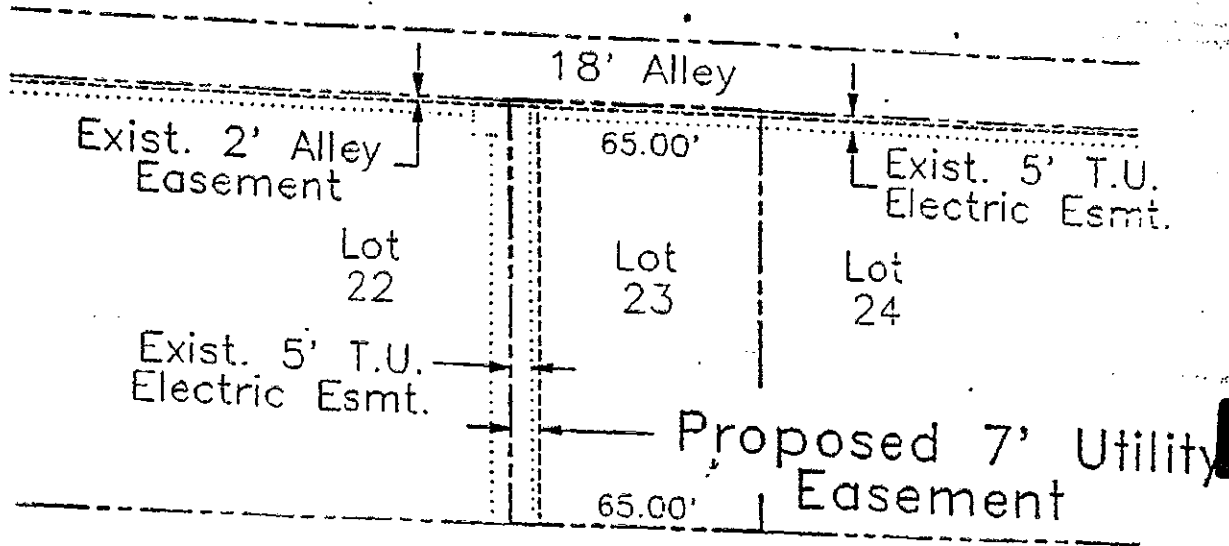 18' Alley
Exist. 2' Alley
Easement
65.00'
Exist. 5' T.U.
Electric Esmt.
Lot
22
Lot
23
Lot
24
Exist. 5' T.U.
Electric Esmt.
Proposed 7' Utility
Easement
65.00'